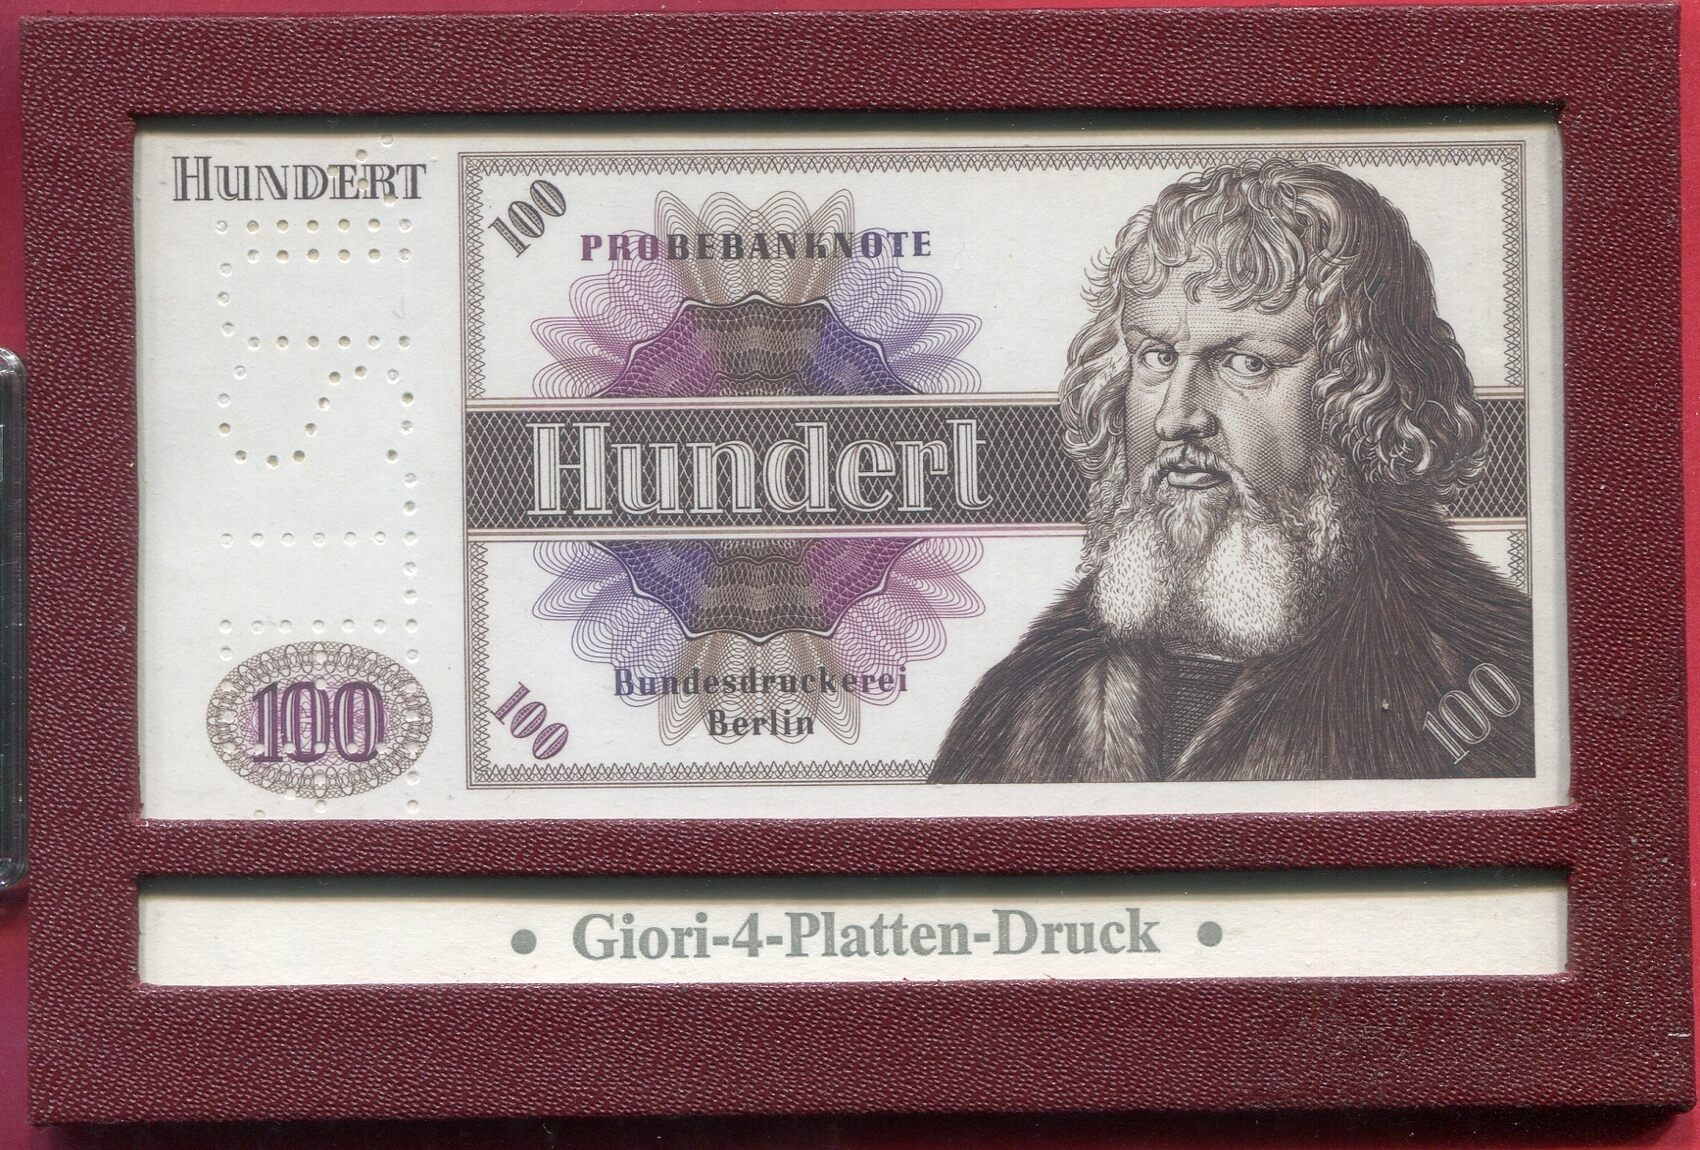 HUNDERT
100
PROBEBANKNOTE
Hundert
Bundesdruckerei
Berlin
100
100
100
• Giori-4-Platten-Druck •